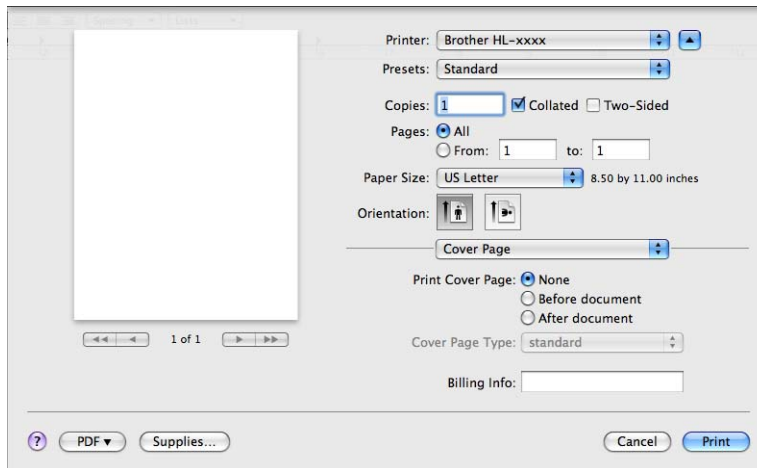 Spacing Lists
Printer: Brother HL-xxxx
Presets: Standard
Copies: 1 Collated Two-Sided
Pages: All
From: 1 to: 1
Paper Size: US Letter 8.50 by 11.00 inches
Orientation:
Cover Page
Print Cover Page: None
Before document
After document
1 of 1
Cover Page Type: standard
Billing Info:
? PDF Supplies... Cancel Print